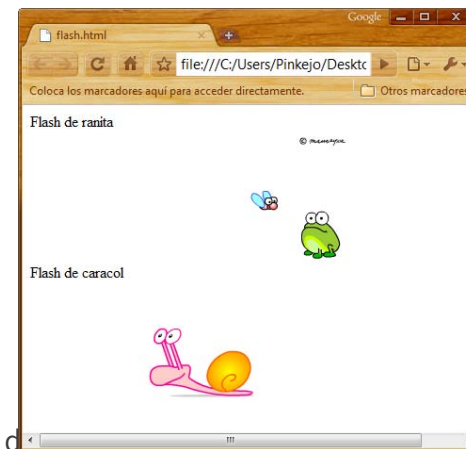 Google
flash.html
file:///C:/Users/Pinkejo/Deskto
Coloca los marcadores aquí para acceder directamente.
Otros marcadores
Flash de ranita
©
Flash de caracol
d